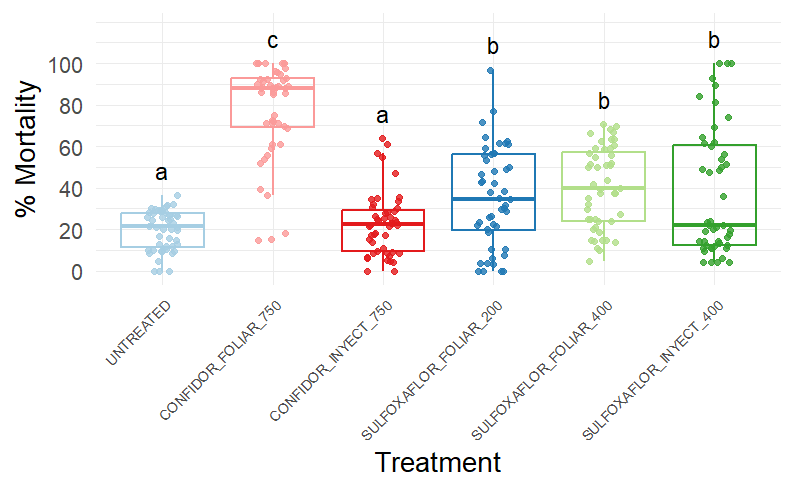 % Mortality
100
80
60
40
20
0
a
c
a
b
b
b
UNTREATED
CONFIDOR_FOLIAR_750
CONFIDOR_INYECT_750
SULFOXAFLOR_FOLIAR_200
SULFOXAFLOR_FOLIAR_400
SULFOXAFLOR_INYECT_400
Treatment